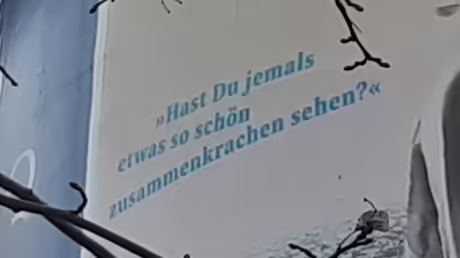 »Hast Du jemals
etwas so schön
zusammenkrachen sehen?«